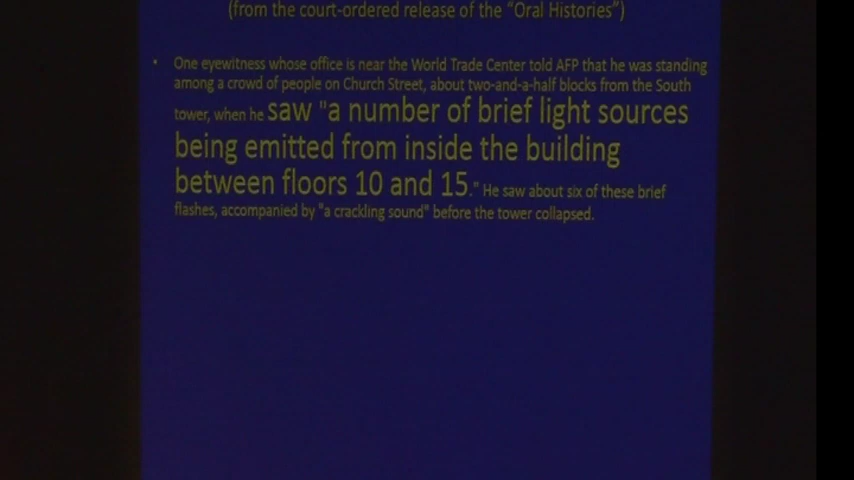 (from the court-ordered release of the “Oral Histories”)
• One eyewitness whose office is near the World Trade Center told AFP that he was standing
among a crowd of people on Church Street, about two-and-a-half blocks from the South
tower, when he saw "a number of brief light sources
being emitted from inside the building
between floors 10 and 15." He saw about six of these brief
flashes, accompanied by "a crackling sound" before the tower collapsed.